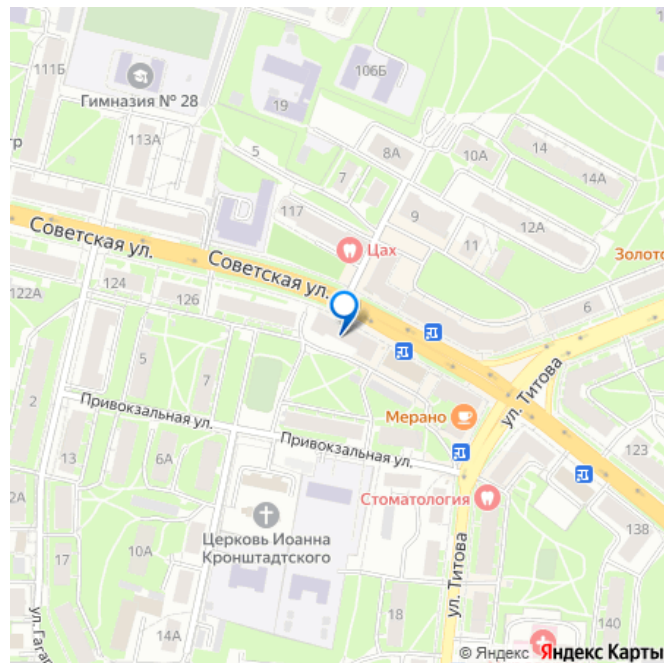 111Б
106Б
Гимназия № 28
19
тр
113А
5
8А
10А
14
14А
7
117
9
12А
Советская ул.
Цах
11
Советская ул.
Золото
122А
124
126
6
5
7
ул. Титова
2
Привокзальная ул.
Мерано
Привокзальная ул.
123
13
6А
Стоматология
12А
Церковь Иоанна
Кронштадтского
138
17
10А
ул. Титова
ул. Гагар
14А
18
140
© Яндекс Яндекс Карты